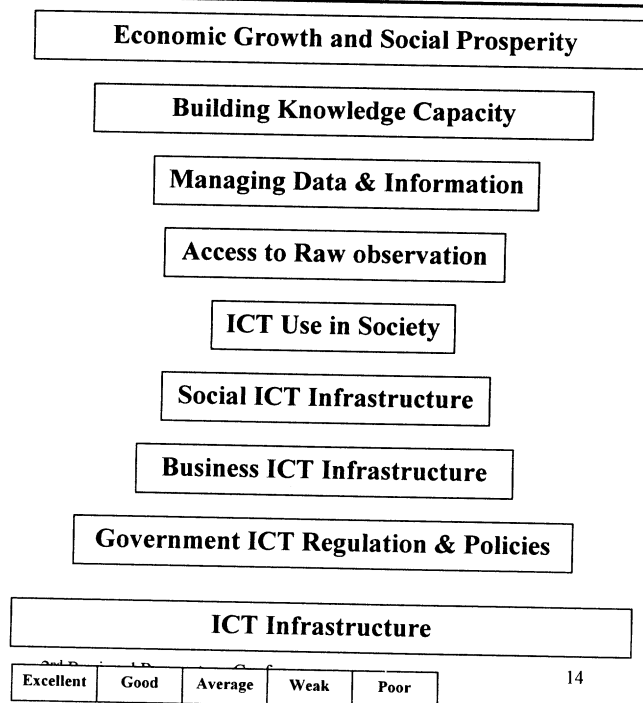 Economic Growth and Social Prosperity
Building Knowledge Capacity
Managing Data & Information
Access to Raw observation
ICT Use in Society
Social ICT Infrastructure
Business ICT Infrastructure
Government ICT Regulation & Policies
ICT Infrastructure
14
Excellent Good Average Weak Poor